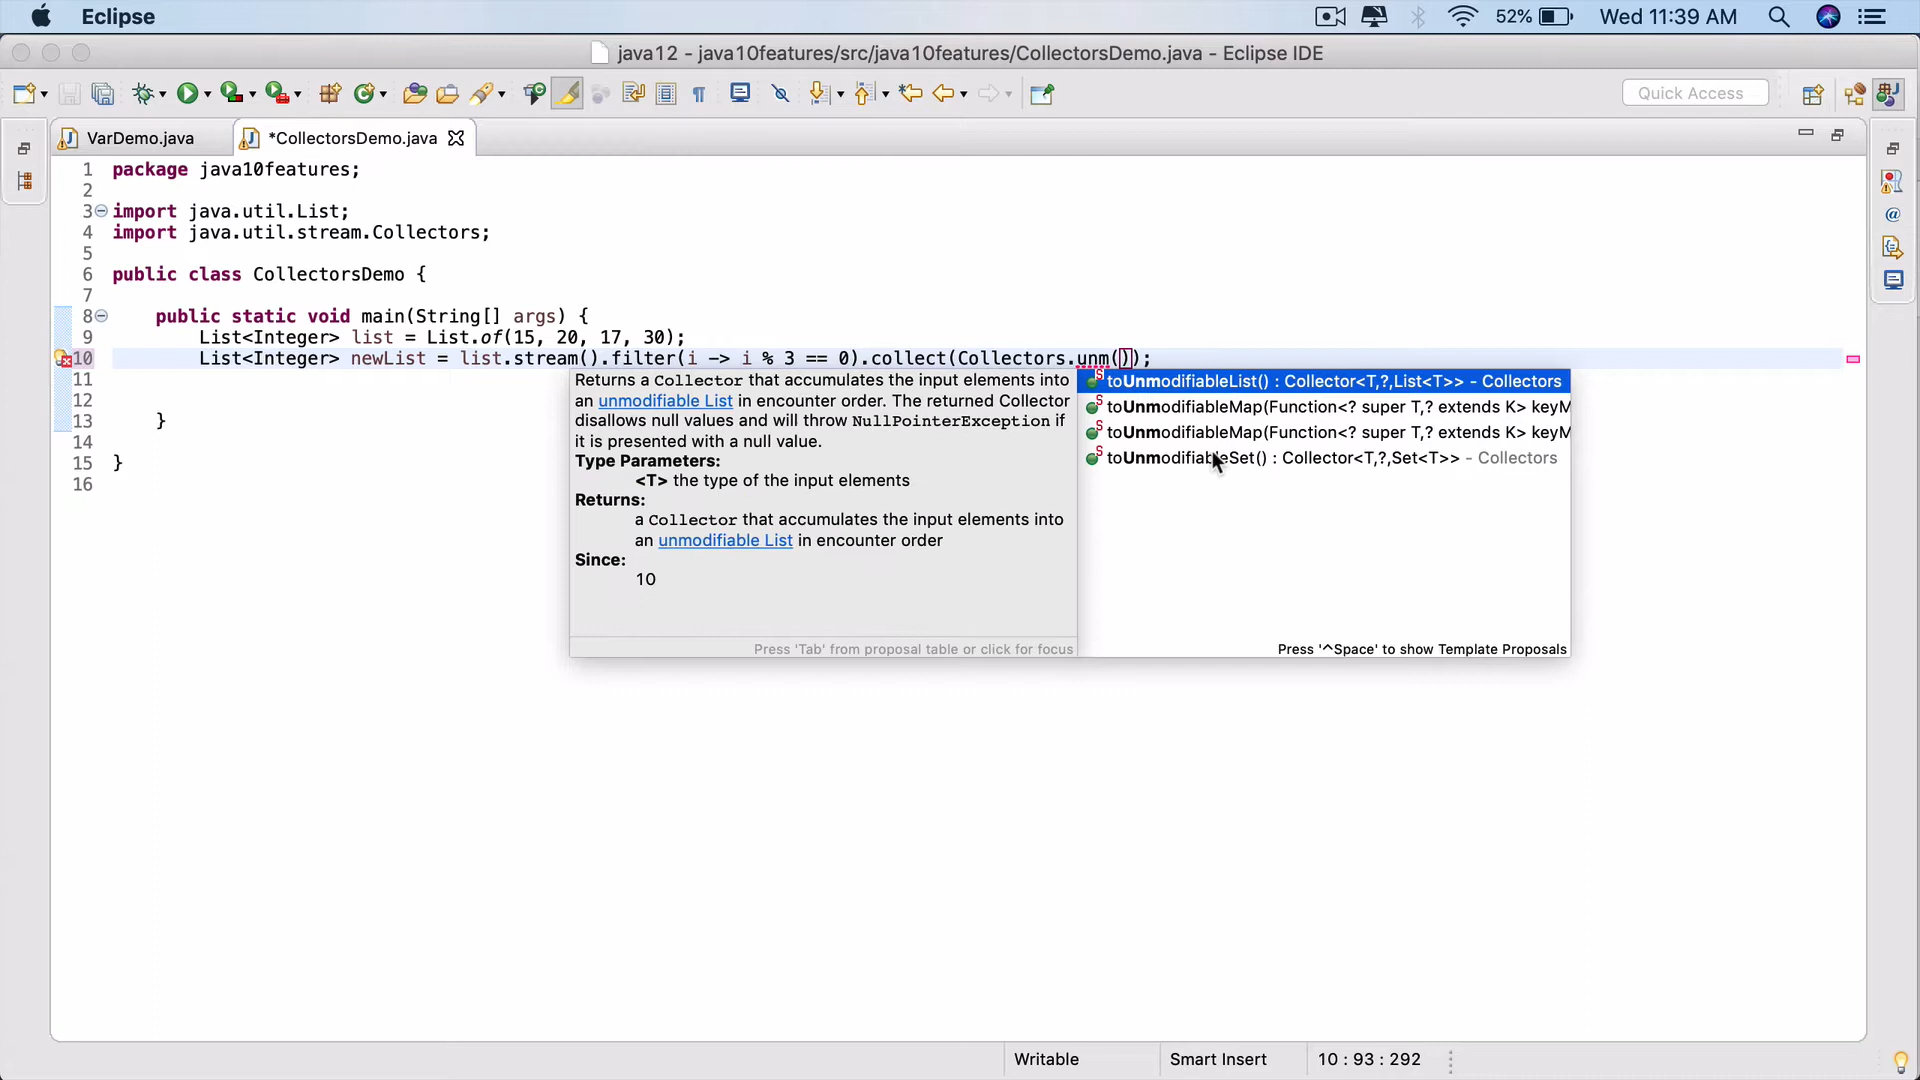 Eclipse
52%
Wed 11:39 AM
java12 - java10features/src/java10features/CollectorsDemo.java - Eclipse IDE
Quick Access
VarDemo.java
*CollectorsDemo.java
1 package java10features;
2
3 import java.util.List;
4 import java.util.stream.Collectors;
5
6 public class CollectorsDemo {
7
8 public static void main(String[] args) {
9 List<Integer> list = List.of(15, 20, 17, 30);
10 List<Integer> newList = list.stream().filter(i -> i % 3 == 0).collect(Collectors.unm());
11
12
13 }
14
15 }
16
Returns a Collector that accumulates the input elements into
an unmodifiable List in encounter order. The returned Collector
disallows null values and will throw NullPointerException if
it is presented with a null value.
Type Parameters:
<T> the type of the input elements
Returns:
a Collector that accumulates the input elements into
an unmodifiable List in encounter order
Since:
10
Press 'Tab' from proposal table or click for focus
toUnmodifiableList() : Collector<T,?,List<T>> - Collectors
toUnmodifiableMap(Function<? super T,? extends K> keyM
toUnmodifiableMap(Function<? super T,? extends K> keyM
toUnmodifiableSet() : Collector<T,?,Set<T>> - Collectors
Press '^Space' to show Template Proposals
Writable
Smart Insert
10 : 93 : 292